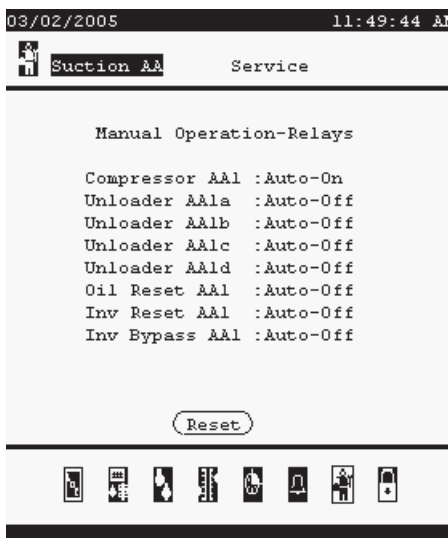 03/02/2005 11:49:44 AM
Suction AA Service
Manual Operation-Relays
Compressor AA1 :Auto-On
Unloader AA1a :Auto-Off
Unloader AA1b :Auto-Off
Unloader AA1c :Auto-Off
Unloader AA1d :Auto-Off
Oil Reset AA1 :Auto-Off
Inv Reset AA1 :Auto-Off
Inv Bypass AA1 :Auto-Off
Reset